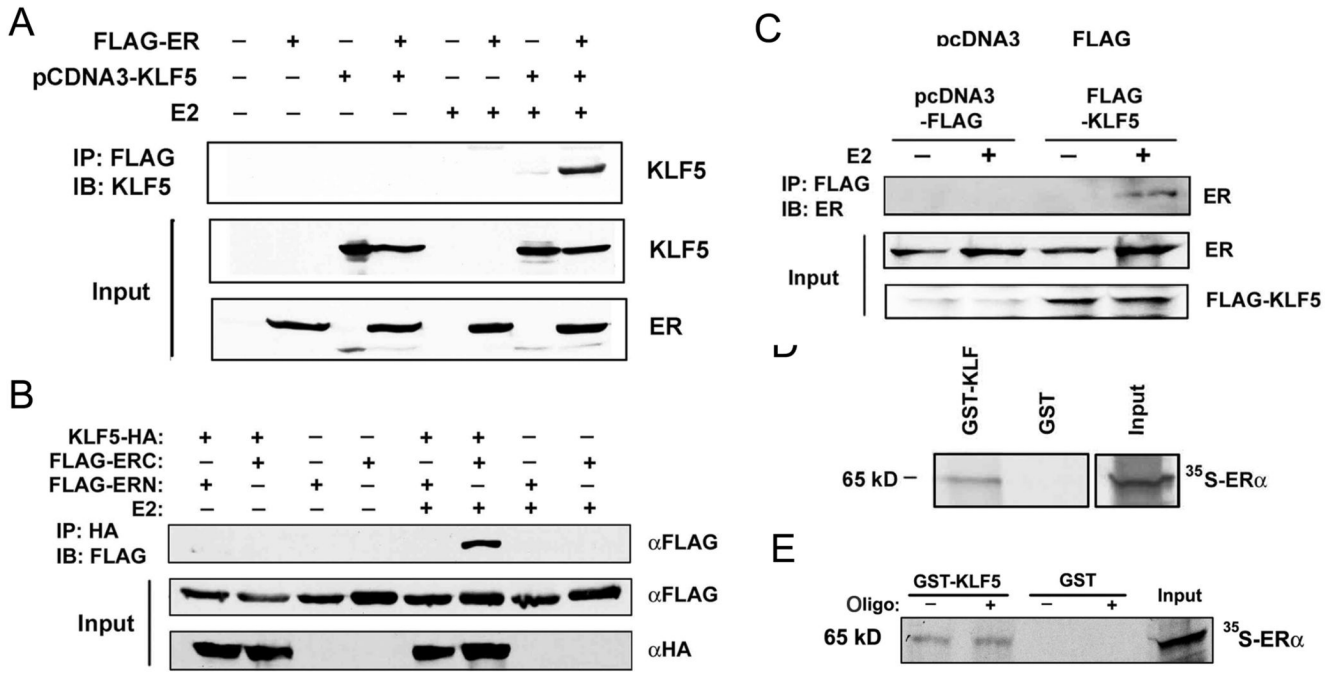 A
FLAG-ER – + – + – + – +
pCDNA3-KLF5 – – + + – – + +
E2 – – – – + + + +
IP: FLAG
IB: KLF5
KLF5
Input
KLF5
ER
B
KLF5-HA: + + – – + + – –
FLAG-ERC: – + – + – + – +
FLAG-ERN: + – + – + – + –
E2: – – – – + + + +
IP: HA
IB: FLAG
αFLAG
Input
αFLAG
αHA
C
pcDNA3 FLAG
pcDNA3 FLAG
-FLAG -KLF5
E2 – + – +
IP: FLAG
IB: ER
ER
Input
ER
FLAG-KLF5
D
GST-KLF
GST
Input
65 kD –
³⁵S-ERα
E
GST-KLF5 GST Input
Oligo: – + – +
65 kD
³⁵S-ERα